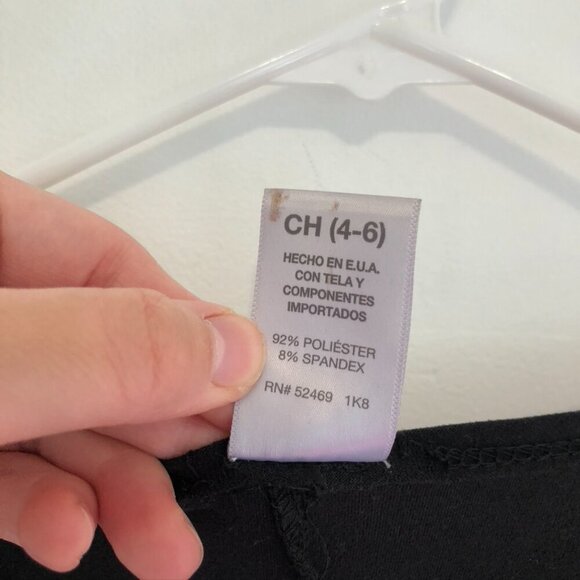 CH (4-6)
HECHO EN E.U.A.
CON TELA Y
COMPONENTES
IMPORTADOS
92% POLIÉSTER
8% SPANDEX
RN# 52469 1K8